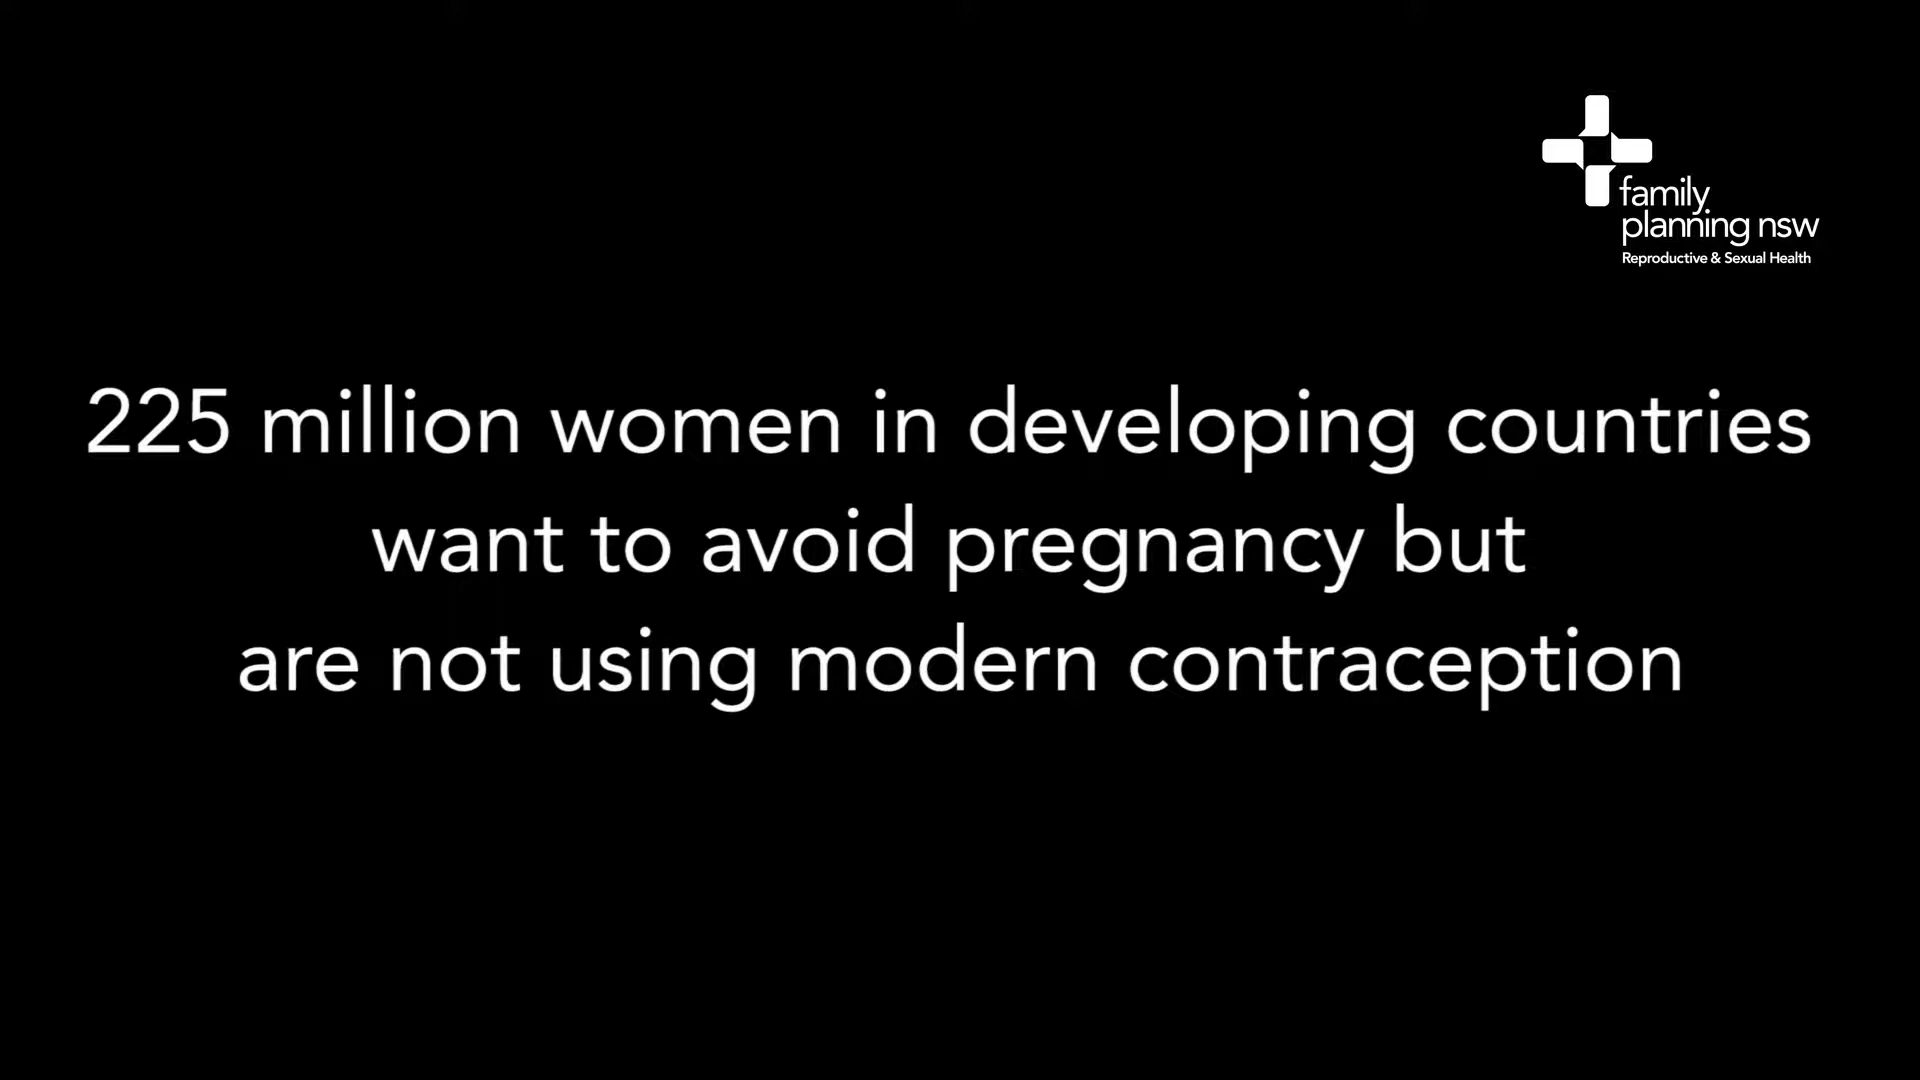 family
planning nsw
Reproductive & Sexual Health
225 million women in developing countries
want to avoid pregnancy but
are not using modern contraception